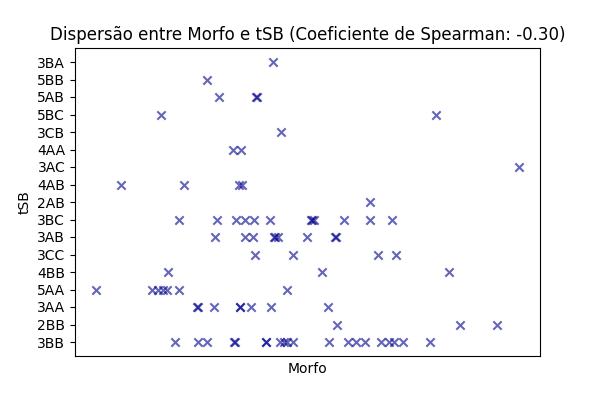 Dispersão entre Morfo e tSB (Coeficiente de Spearman: -0.30)
3BA
5BB
5AB
5BC
3CB
4AA
3AC
4AB
2AB
3BC
3AB
3CC
4BB
5AA
3AA
2BB
3BB
tSB
Morfo